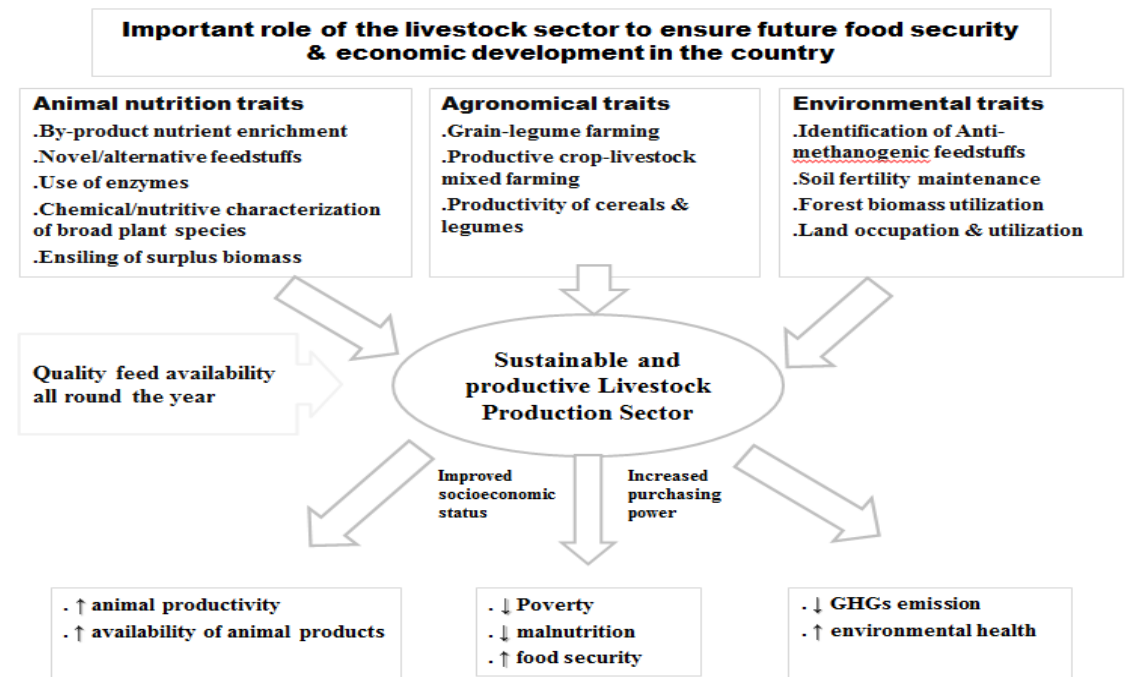 Important role of the livestock sector to ensure future food security
& economic development in the country
Animal nutrition traits
.By-product nutrient enrichment
.Novel/alternative feedstuffs
.Use of enzymes
.Chemical/nutritive characterization
of broad plant species
.Ensiling of surplus biomass
Agronomical traits
.Grain-legume farming
.Productive crop-livestock
mixed farming
.Productivity of cereals &
legumes
Environmental traits
.Identification of Anti-
methanogenic feedstuffs
.Soil fertility maintenance
.Forest biomass utilization
.Land occupation & utilization
Quality feed availability
all round the year
Sustainable and
productive Livestock
Production Sector
Improved
socioeconomic
status
Increased
purchasing
power
. ↑ animal productivity
. ↑ availability of animal products
. ↓ Poverty
. ↓ malnutrition
. ↑ food security
. ↓ GHGs emission
. ↑ environmental health